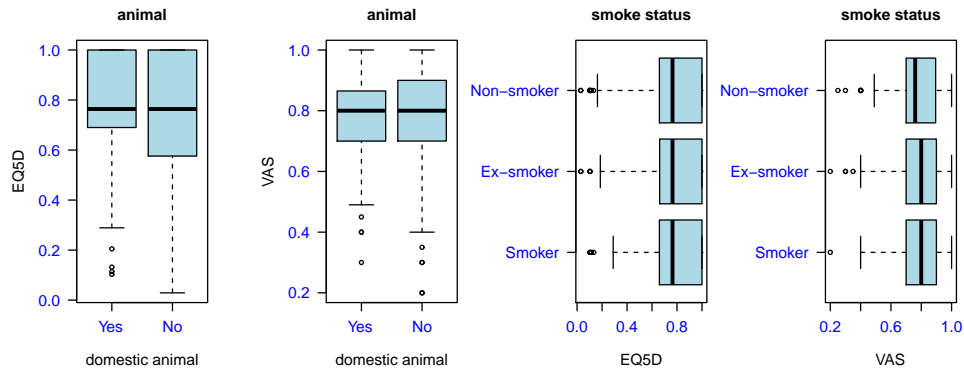 animal
1.0
0.8
0.6
0.4
0.2
0.0
EQ5D
Yes No
domestic animal
animal
1.0
0.8
0.6
0.4
0.2
VAS
Yes No
domestic animal
smoke status
Non−smoker
Ex−smoker
Smoker
0.0 0.4 0.8
EQ5D
smoke status
Non−smoker
Ex−smoker
Smoker
0.2 0.6 1.0
VAS